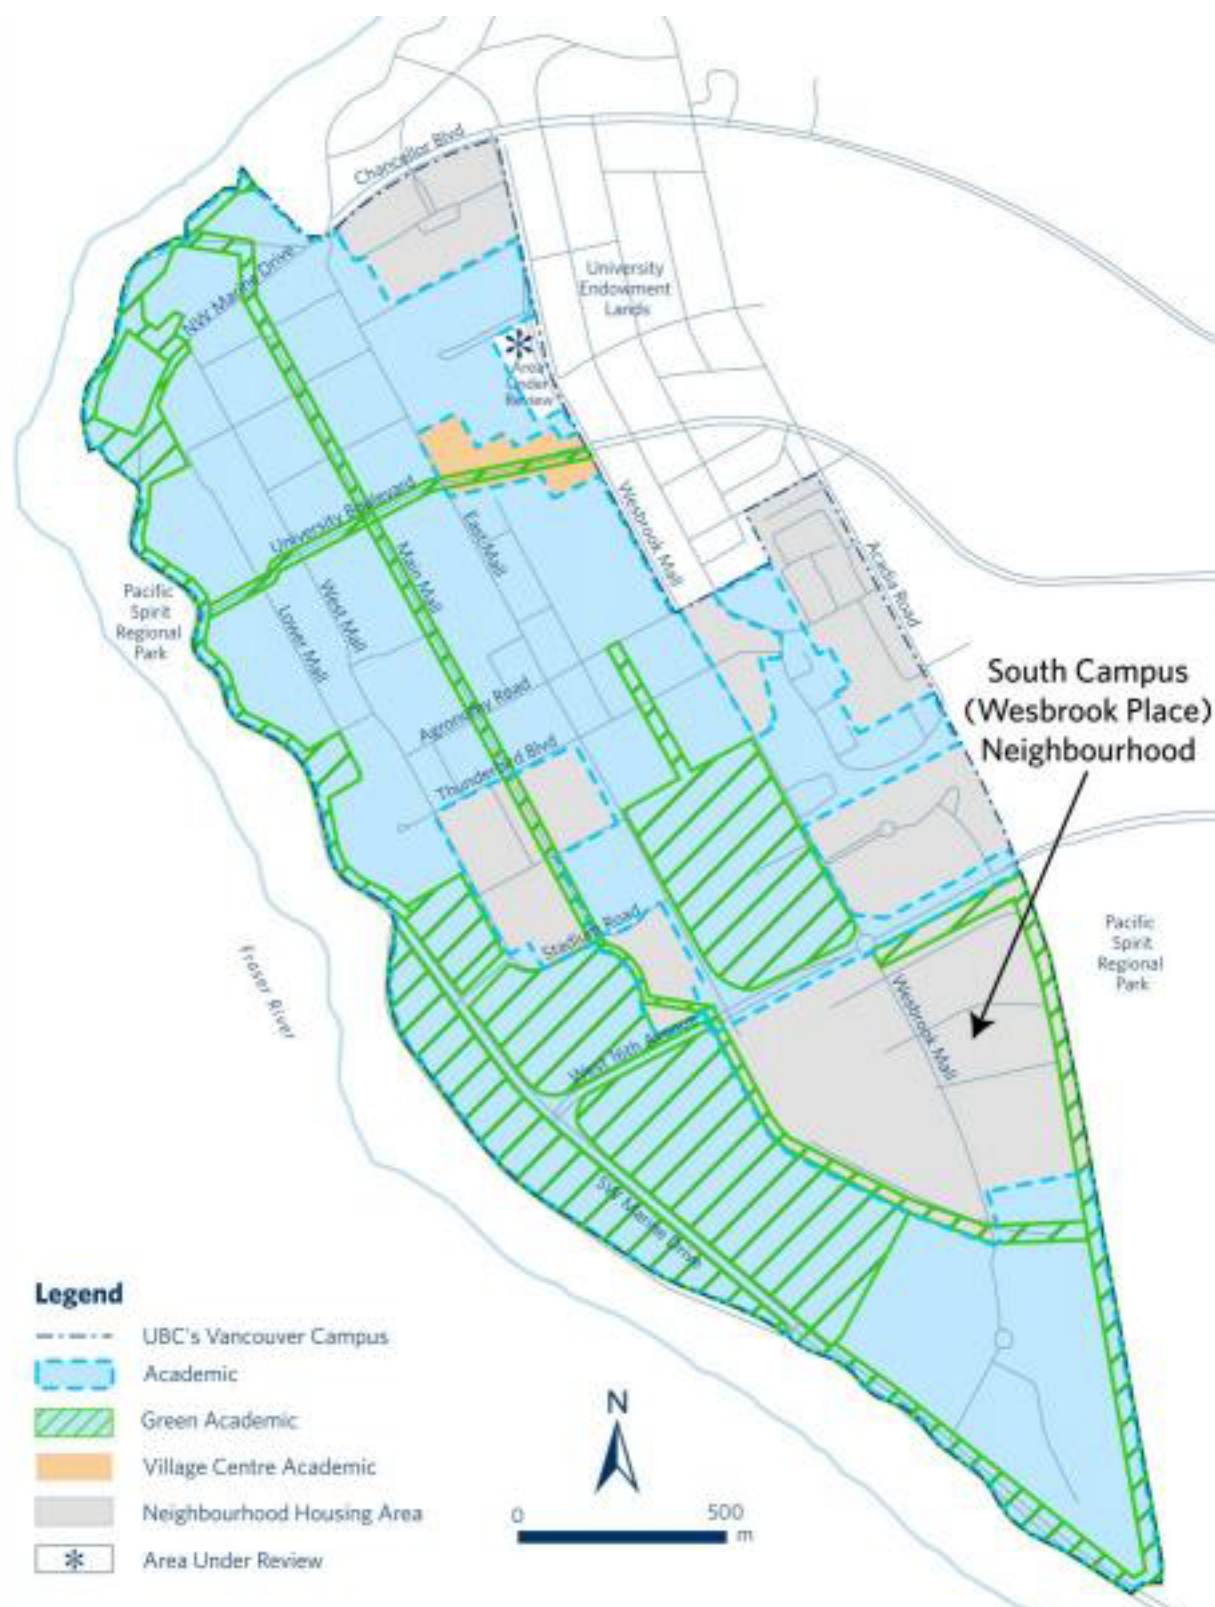 Chancellor Blvd
NW Marine Drive
University
Endowment
Lands
Area
Under
Review
University Boulevard
Wesbrook Mall
East Mall
Main Mall
West Mall
Lower Mall
Acadia Road
Pacific
Spirit
Regional
Park
Agronomy Road
Thunderbird Blvd
South Campus
(Wesbrook Place)
Neighbourhood
Stadium Road
Pacific
Spirit
Regional
Park
Fraser River
Wesbrook Mall
West 16th Avenue
SW Marine Drive
Legend
UBC's Vancouver Campus
Academic
Green Academic
Village Centre Academic
Neighbourhood Housing Area
Area Under Review
N
0 500
m